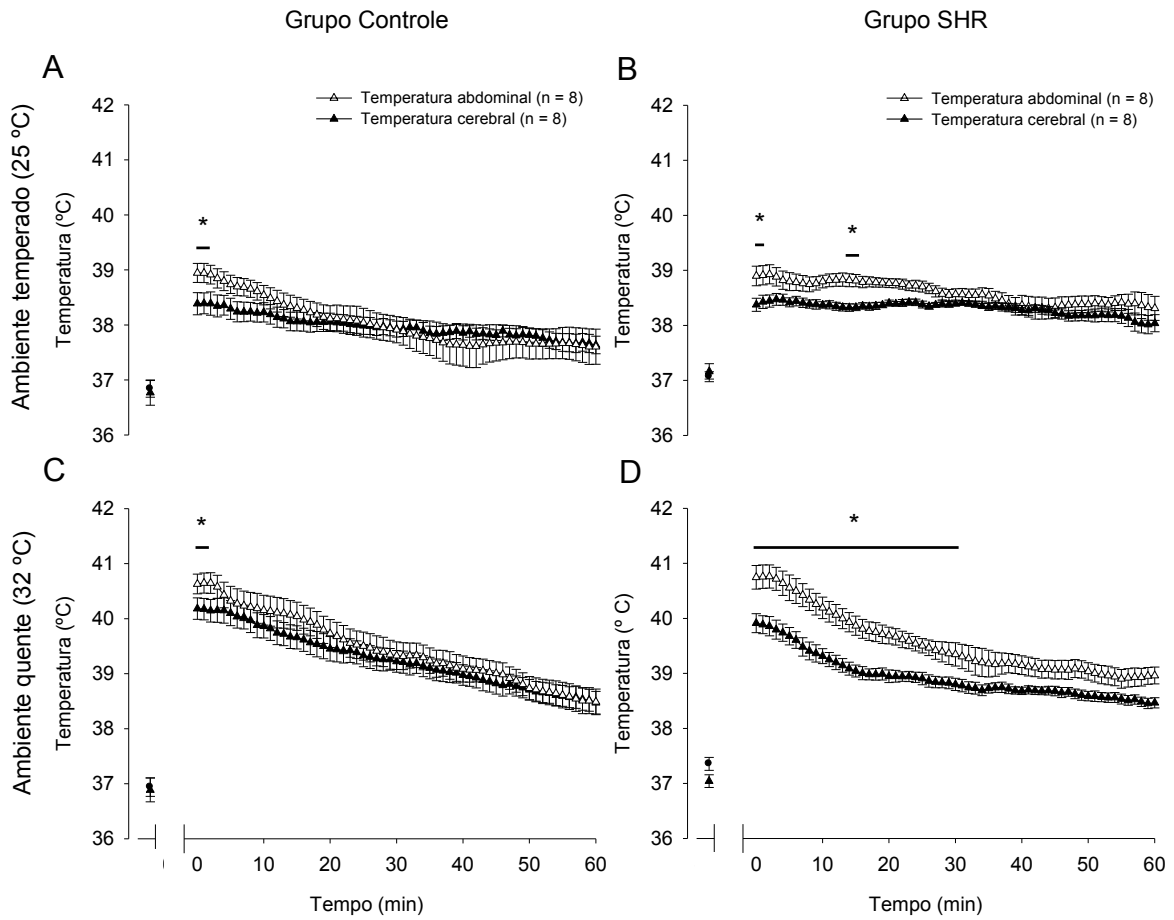 Grupo Controle
Grupo SHR
A
B
Temperatura abdominal (n = 8)
Temperatura cerebral (n = 8)
Temperatura abdominal (n = 8)
Temperatura cerebral (n = 8)
Ambiente temperado (25 ºC)
Temperatura (ºC)
42
41
40
39
38
37
36
*
Temperatura (ºC)
42
41
40
39
38
37
36
*
*
C
D
Ambiente quente (32 ºC)
Temperatura (ºC)
42
41
40
39
38
37
36
*
Temperatura (º C)
42
41
40
39
38
37
36
*
0 10 20 30 40 50 60
0 10 20 30 40 50 60
Tempo (min)
Tempo (min)